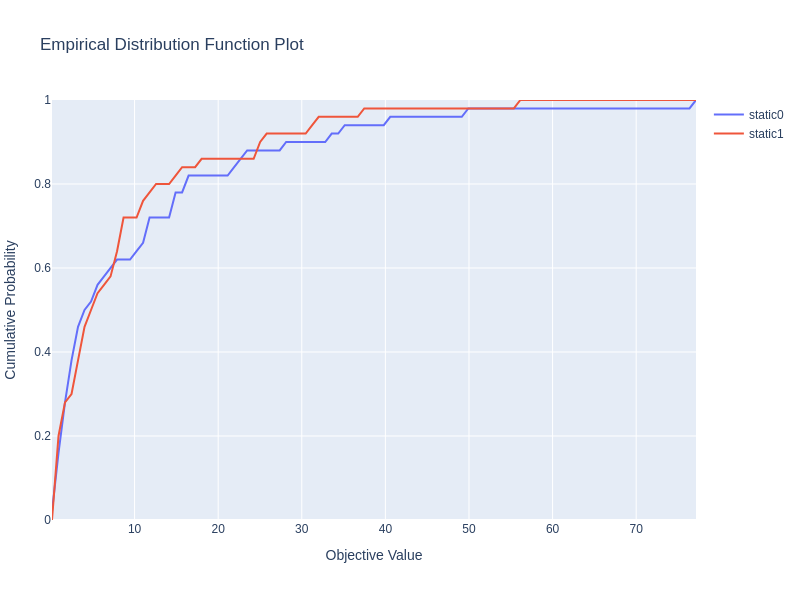 Empirical Distribution Function Plot
static0
static1
1
0.8
0.6
0.4
0.2
0
Cumulative Probability
10
20
30
40
50
60
70
Objective Value